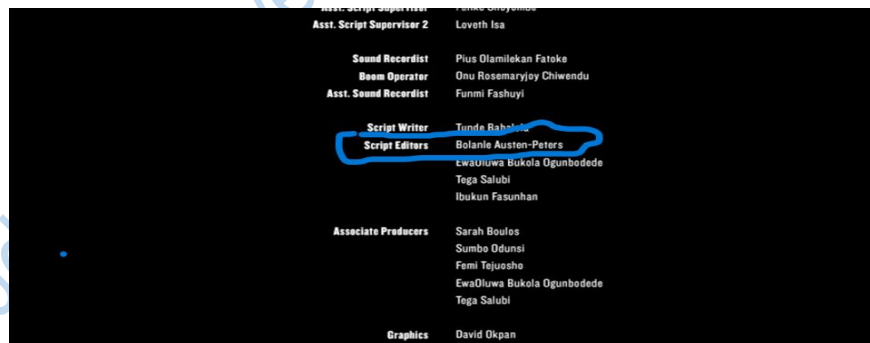 Asst. Script Supervisor 2 Loveth Isa
Sound Recordist Pius Olamilekan Fatoke
Boom Operator Onu Rosemaryjoy Chiwendu
Asst. Sound Recordist Funmi Fashuyi
Script Writer Tunde
Script Editors Bolanle Austen-Peters
EwaOluwa Bukola Ogunbodede
Tega Salubi
Ibukun Fasunhan
Associate Producers Sarah Boulos
Sumbo Odunsi
Femi Tejuosho
EwaOluwa Bukola Ogunbodede
Tega Salubi
Graphics David Okpan